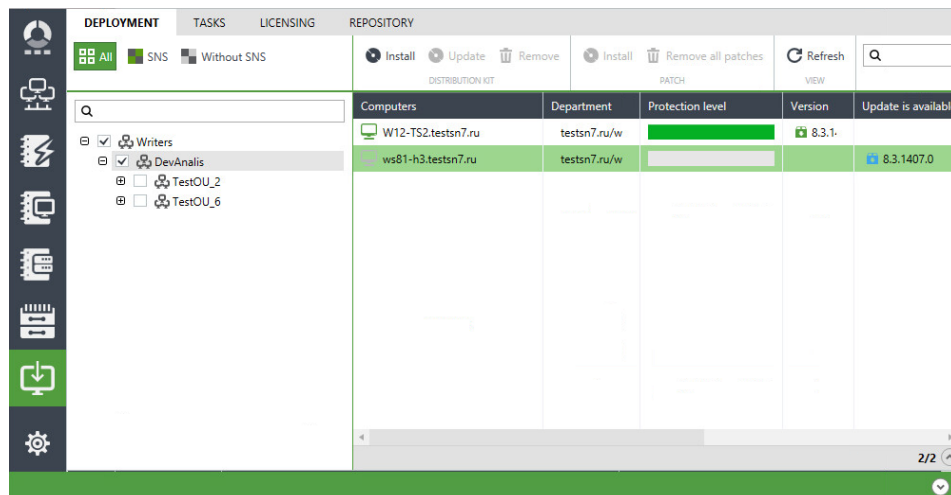 DEPLOYMENT TASKS LICENSING REPOSITORY
All SNS Without SNS
Install Update Remove Install Remove all patches Refresh
DISTRIBUTION KIT PATCH VIEW
Computers Department Protection level Version Update is availabl
W12-TS2.testsn7.ru testsn7.ru/w 8.3.1
ws81-h3.testsn7.ru testsn7.ru/w 8.3.1407.0
Writers
DevAnalis
TestOU_2
TestOU_6
2/2